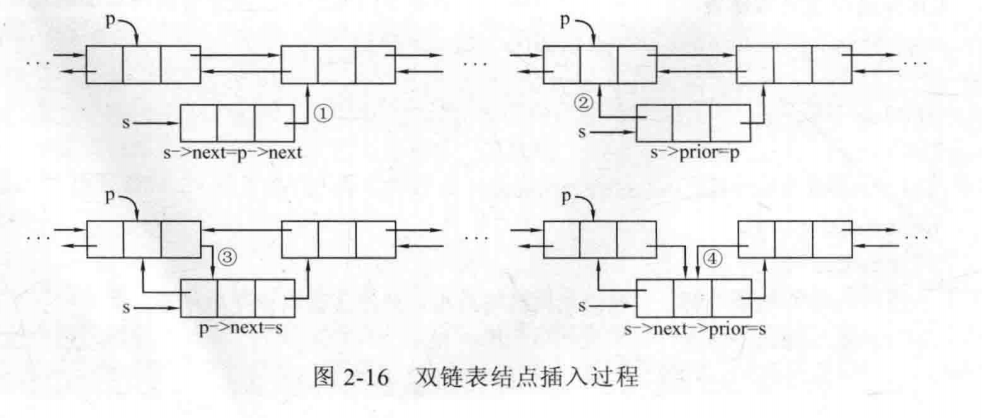 p
p
... ① ... ② ...
s
s
s->next=p->next
s->prior=p
p
p
... ③ ... ④ ...
s
s
p->next=s
s->next->prior=s
图 2-16 双链表结点插入过程